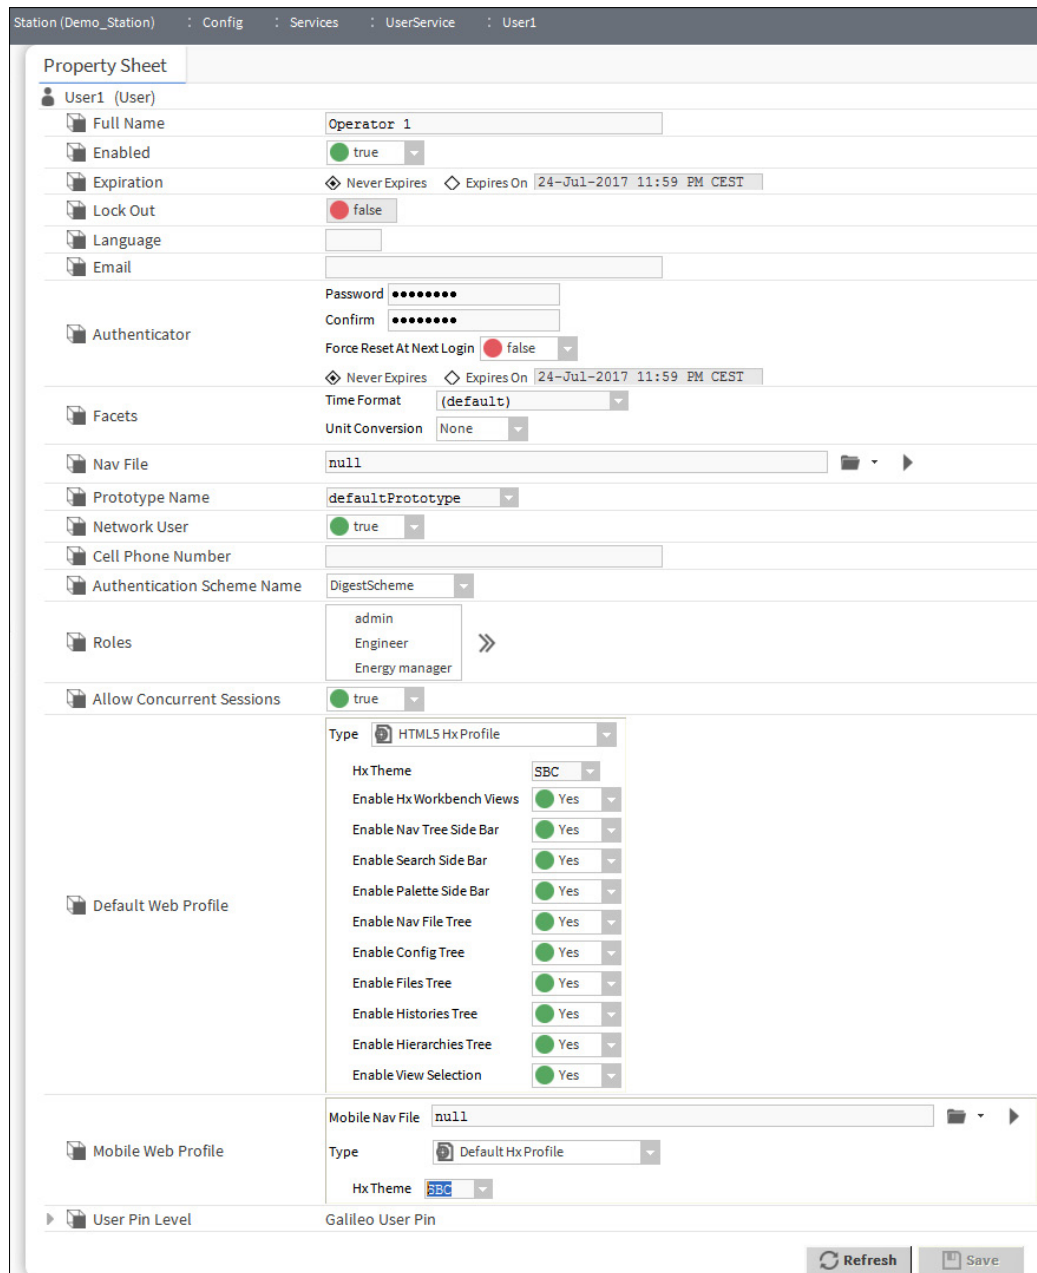 Station (Demo_Station) : Config : Services : UserService : User1
Property Sheet
User1 (User)
Full Name Operator 1
Enabled true
Expiration Never Expires Expires On 24-Jul-2017 11:59 PM CEST
Lock Out false
Language
Email
Password ●●●●●●●●
Confirm ●●●●●●●●
Authenticator
Force Reset At Next Login false
Never Expires Expires On 24-Jul-2017 11:59 PM CEST
Time Format (default)
Facets
Unit Conversion None
Nav File null
Prototype Name defaultPrototype
Network User true
Cell Phone Number
Authentication Scheme Name DigestScheme
admin
Roles Engineer
Energy manager
Allow Concurrent Sessions true
Type HTML5 Hx Profile
Hx Theme SBC
Enable Hx Workbench Views Yes
Enable Nav Tree Side Bar Yes
Enable Search Side Bar Yes
Enable Palette Side Bar Yes
Default Web Profile
Enable Nav File Tree Yes
Enable Config Tree Yes
Enable Files Tree Yes
Enable Histories Tree Yes
Enable Hierarchies Tree Yes
Enable View Selection Yes
Mobile Nav File null
Mobile Web Profile Type Default Hx Profile
Hx Theme SBC
User Pin Level Galileo User Pin
Refresh Save